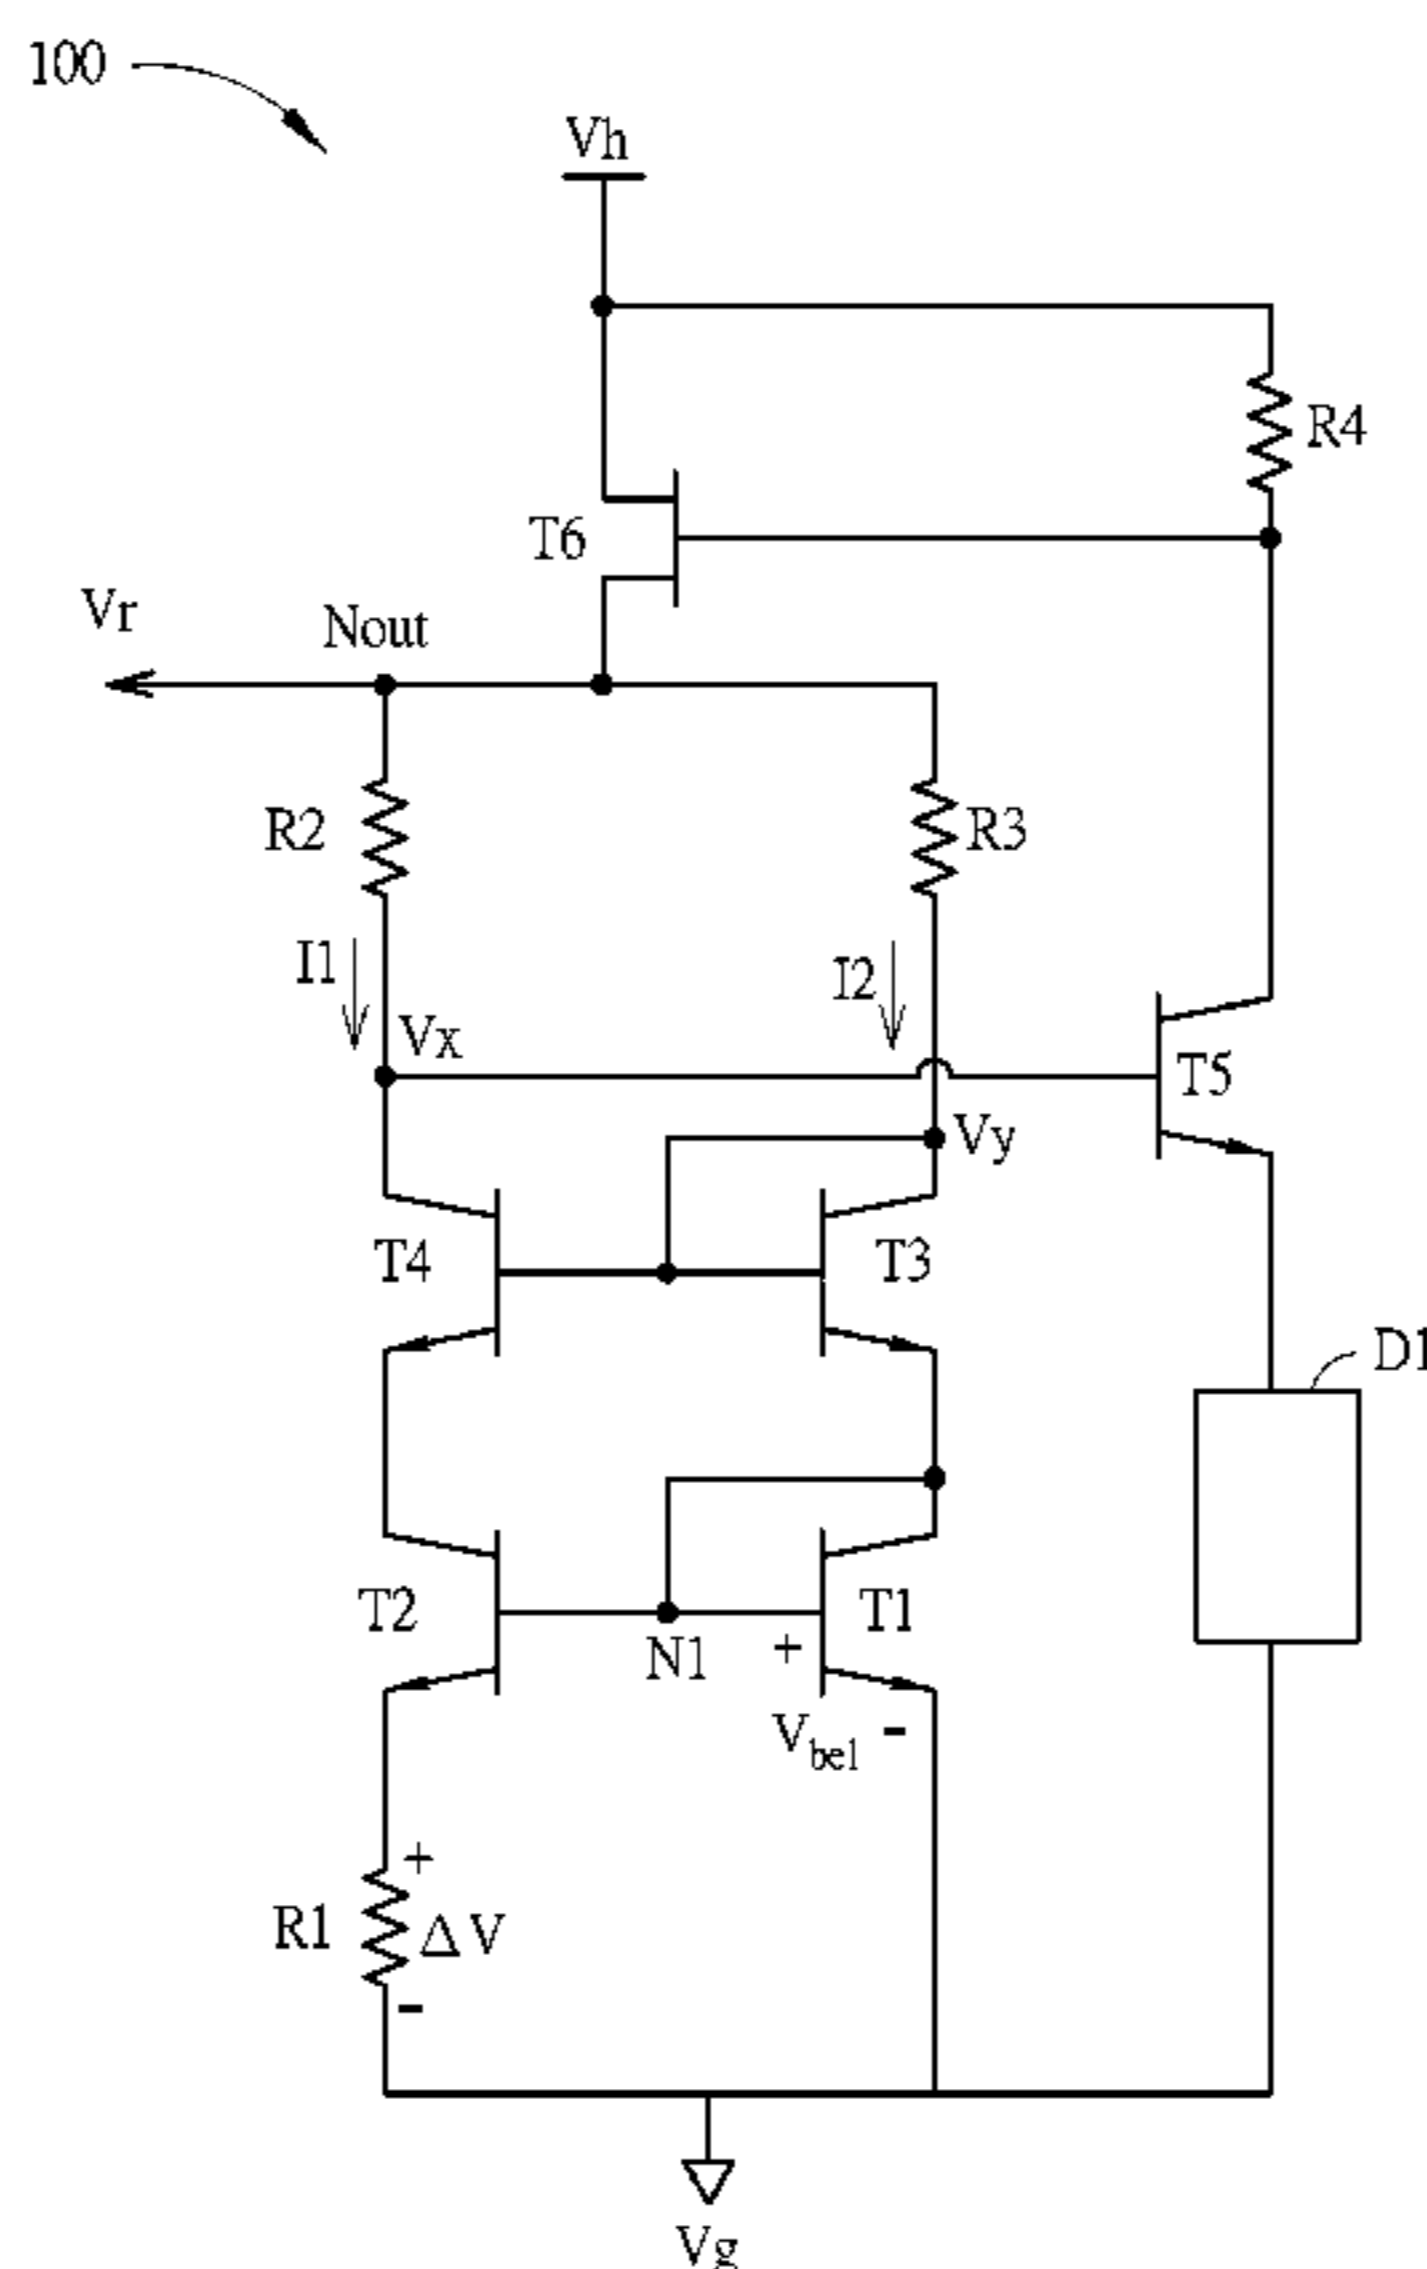 100
Vh
R4
T6
Vr
Nout
R2
R3
I1
I2
Vx
T5
Vy
T4
T3
D1
T2
T1
N1
+
Vbe1
-
+
R1
ΔV
-
Vg